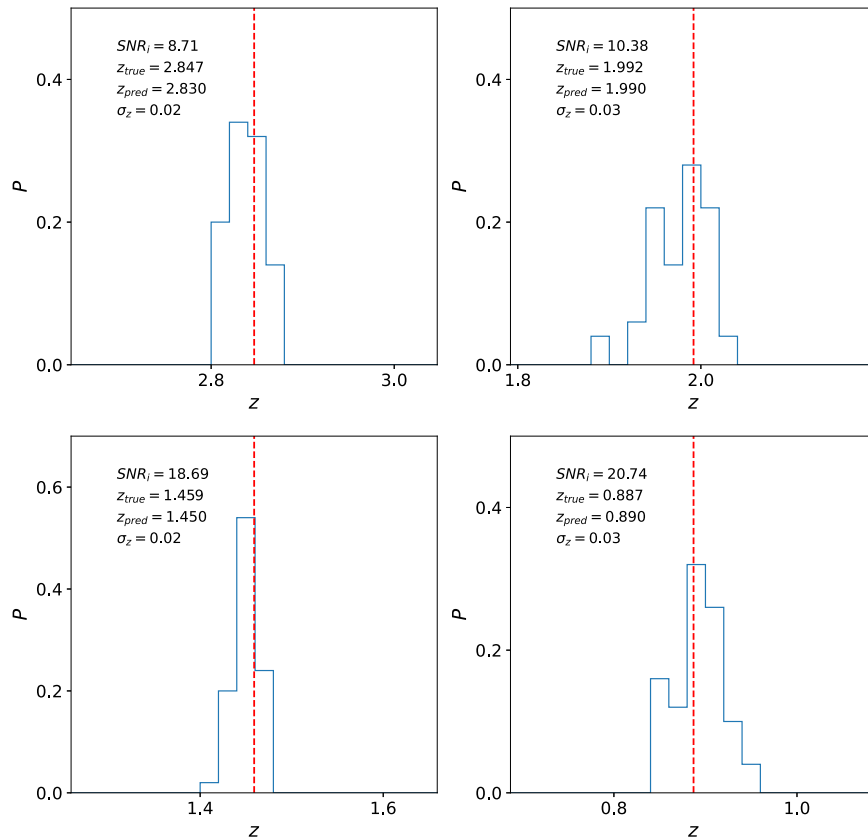 SNR_i = 8.71
z_true = 2.847
z_pred = 2.830
σ_z = 0.02
0.4
0.2
0.0
P
2.8 3.0
z
SNR_i = 10.38
z_true = 1.992
z_pred = 1.990
σ_z = 0.03
0.4
0.2
0.0
P
1.8 2.0
z
SNR_i = 18.69
z_true = 1.459
z_pred = 1.450
σ_z = 0.02
0.6
0.4
0.2
0.0
P
1.4 1.6
z
SNR_i = 20.74
z_true = 0.887
z_pred = 0.890
σ_z = 0.03
0.4
0.2
0.0
P
0.8 1.0
z